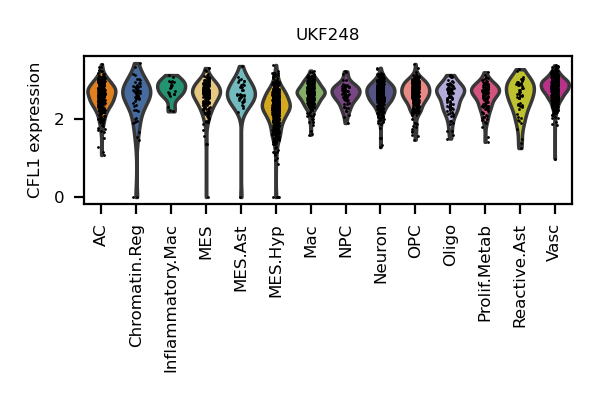 UKF248
CFL1 expression
2
0
AC
Chromatin.Reg
Inflammatory.Mac
MES
MES.Ast
MES.Hyp
Mac
NPC
Neuron
OPC
Oligo
Prolif.Metab
Reactive.Ast
Vasc